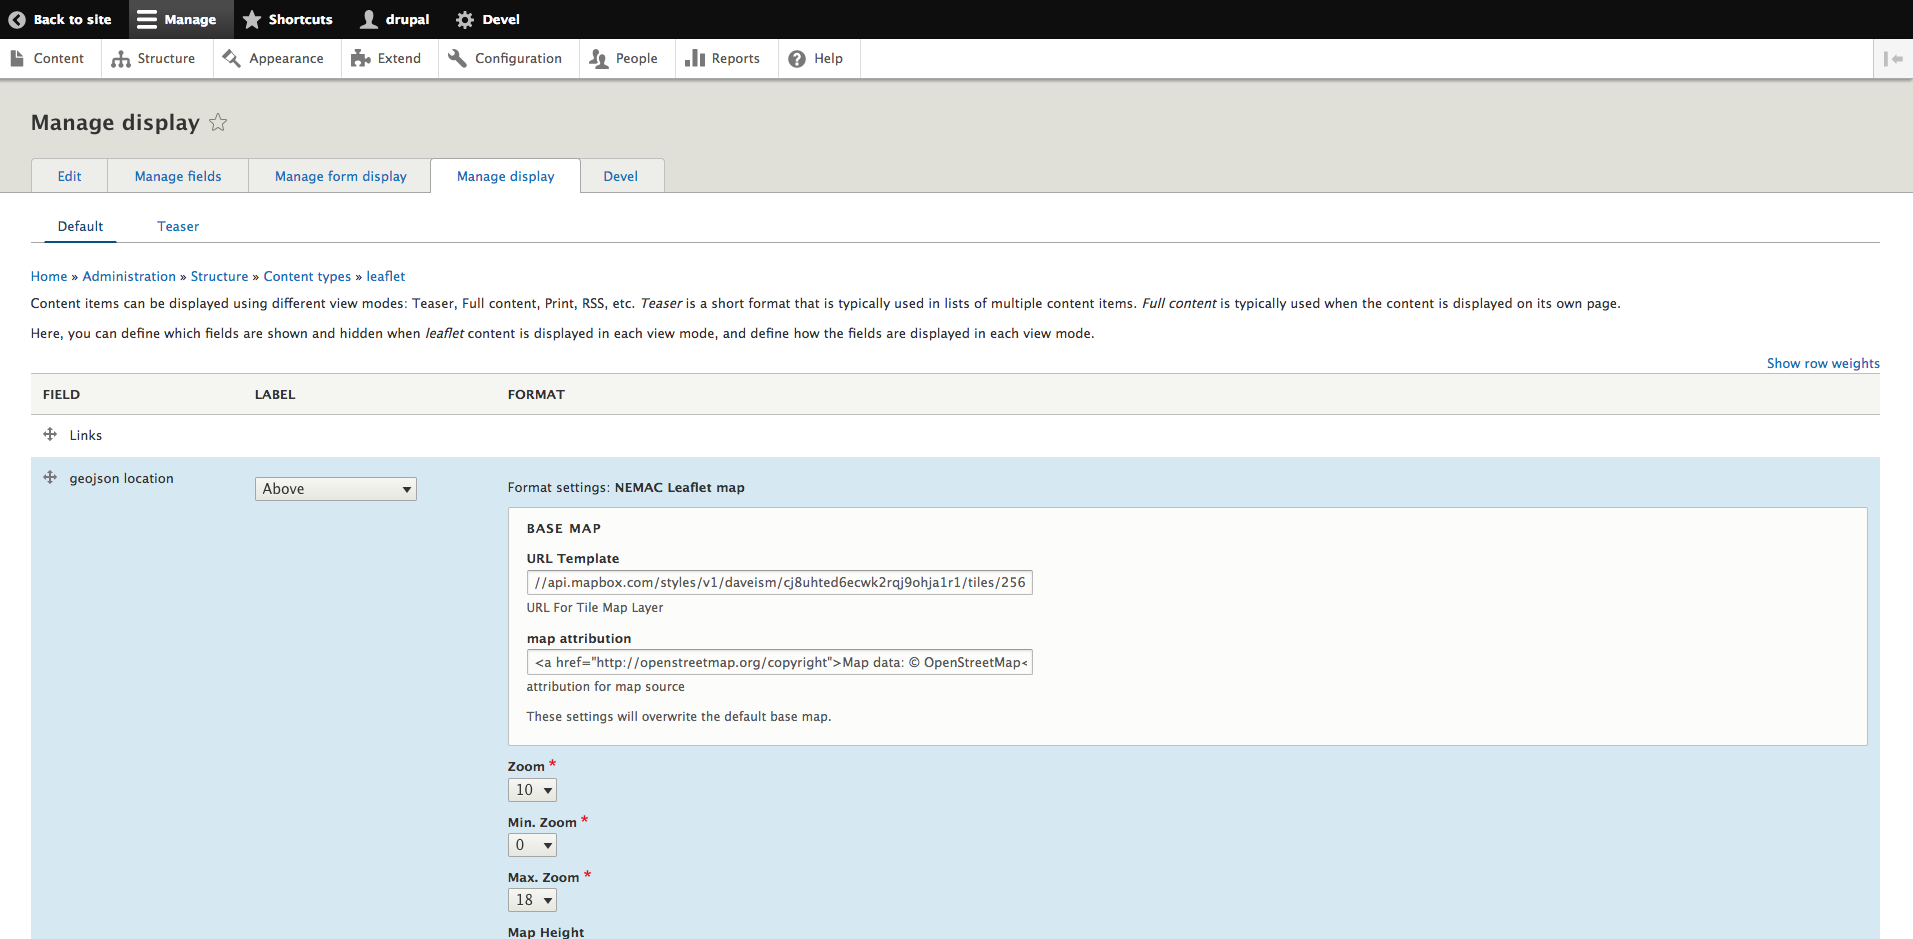 Back to site Manage Shortcuts drupal Devel
Content Structure Appearance Extend Configuration People Reports Help
Manage display
Edit Manage fields Manage form display Manage display Devel
Default Teaser
Home » Administration » Structure » Content types » leaflet
Content items can be displayed using different view modes: Teaser, Full content, Print, RSS, etc. Teaser is a short format that is typically used in lists of multiple content items. Full content is typically used when the content is displayed on its own page.
Here, you can define which fields are shown and hidden when leaflet content is displayed in each view mode, and define how the fields are displayed in each view mode.
Show row weights
FIELD LABEL FORMAT
Links
geojson location
Above
Format settings: NEMAC Leaflet map
BASE MAP
URL Template
//api.mapbox.com/styles/v1/daveism/cj8uhted6ecwk2rqj9ohja1r1/tiles/256
URL For Tile Map Layer
map attribution
<a href="http://openstreetmap.org/copyright">Map data: © OpenStreetMap<
attribution for map source
These settings will overwrite the default base map.
Zoom *
10
Min. Zoom *
0
Max. Zoom *
18
Map Height